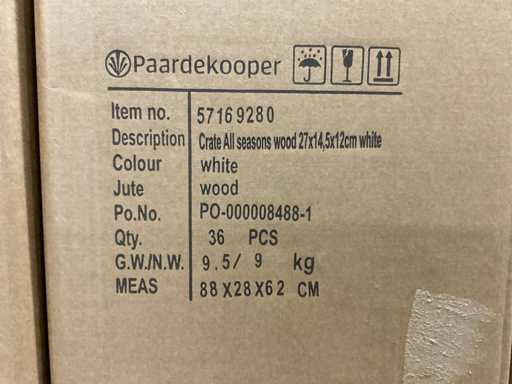 Paardekooper
Item no. 57169280
Description Crate All seasons wood 27x14,5x12cm white
Colour white
Jute wood
Po.No. PO-000008488-1
Qty. 36 PCS
G.W./N.W. 9.5/ 9 kg
MEAS 88X28X62 CM